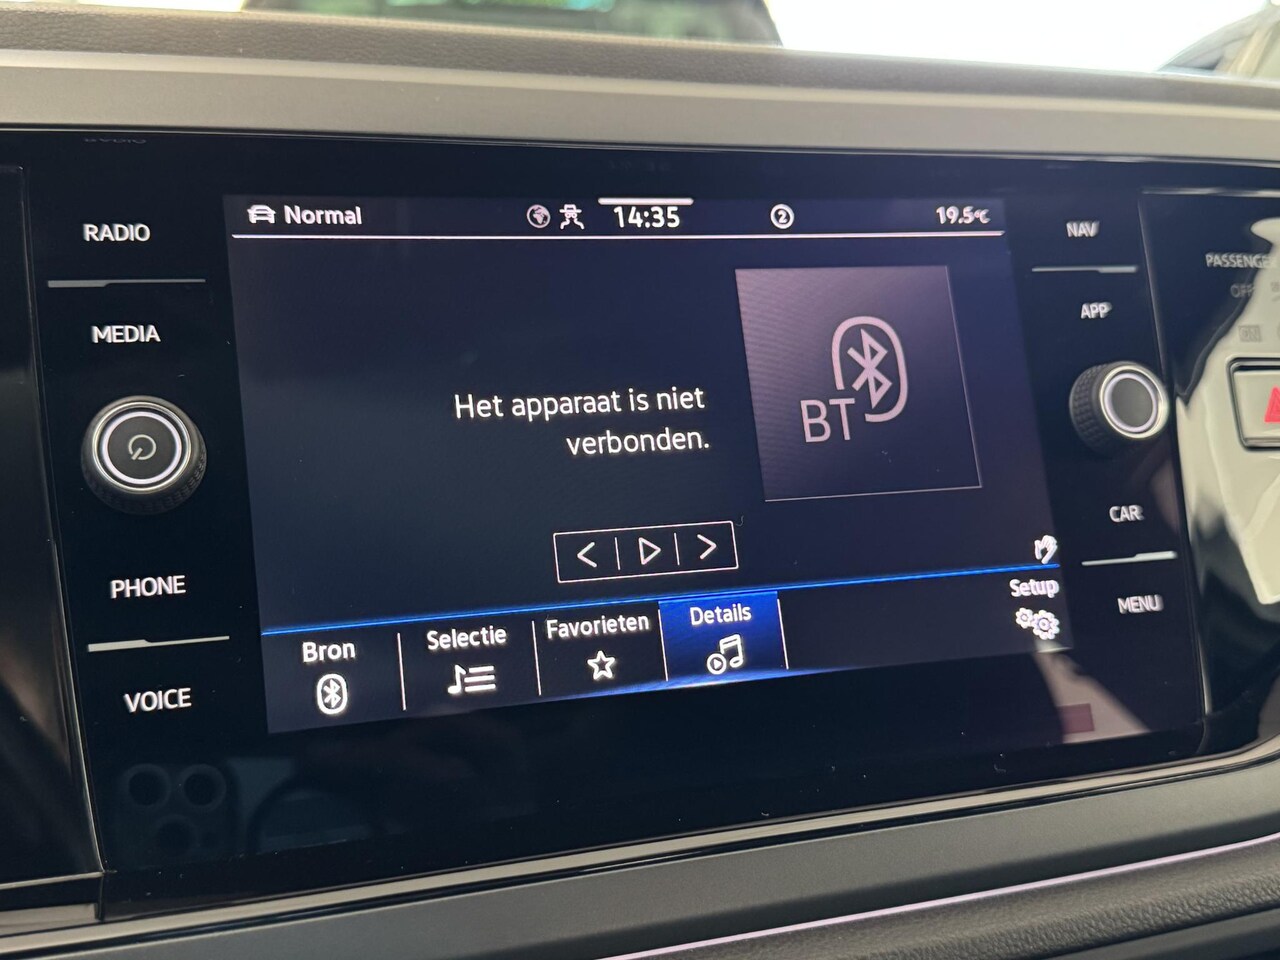 RADIO
MEDIA
PHONE
VOICE
Normal
14:35
2
19.5°C
Het apparaat is niet
verbonden.
BT
Bron
Selectie
Favorieten
Details
Setup
NAV
APP
CAR
MENU
PASSENGER